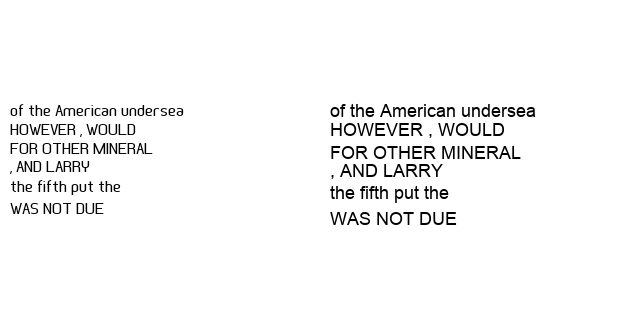 of the American undersea
HOWEVER , WOULD
FOR OTHER MINERAL
, AND LARRY
the fifth put the
WAS NOT DUE
of the American undersea
HOWEVER , WOULD
FOR OTHER MINERAL
, AND LARRY
the fifth put the
WAS NOT DUE